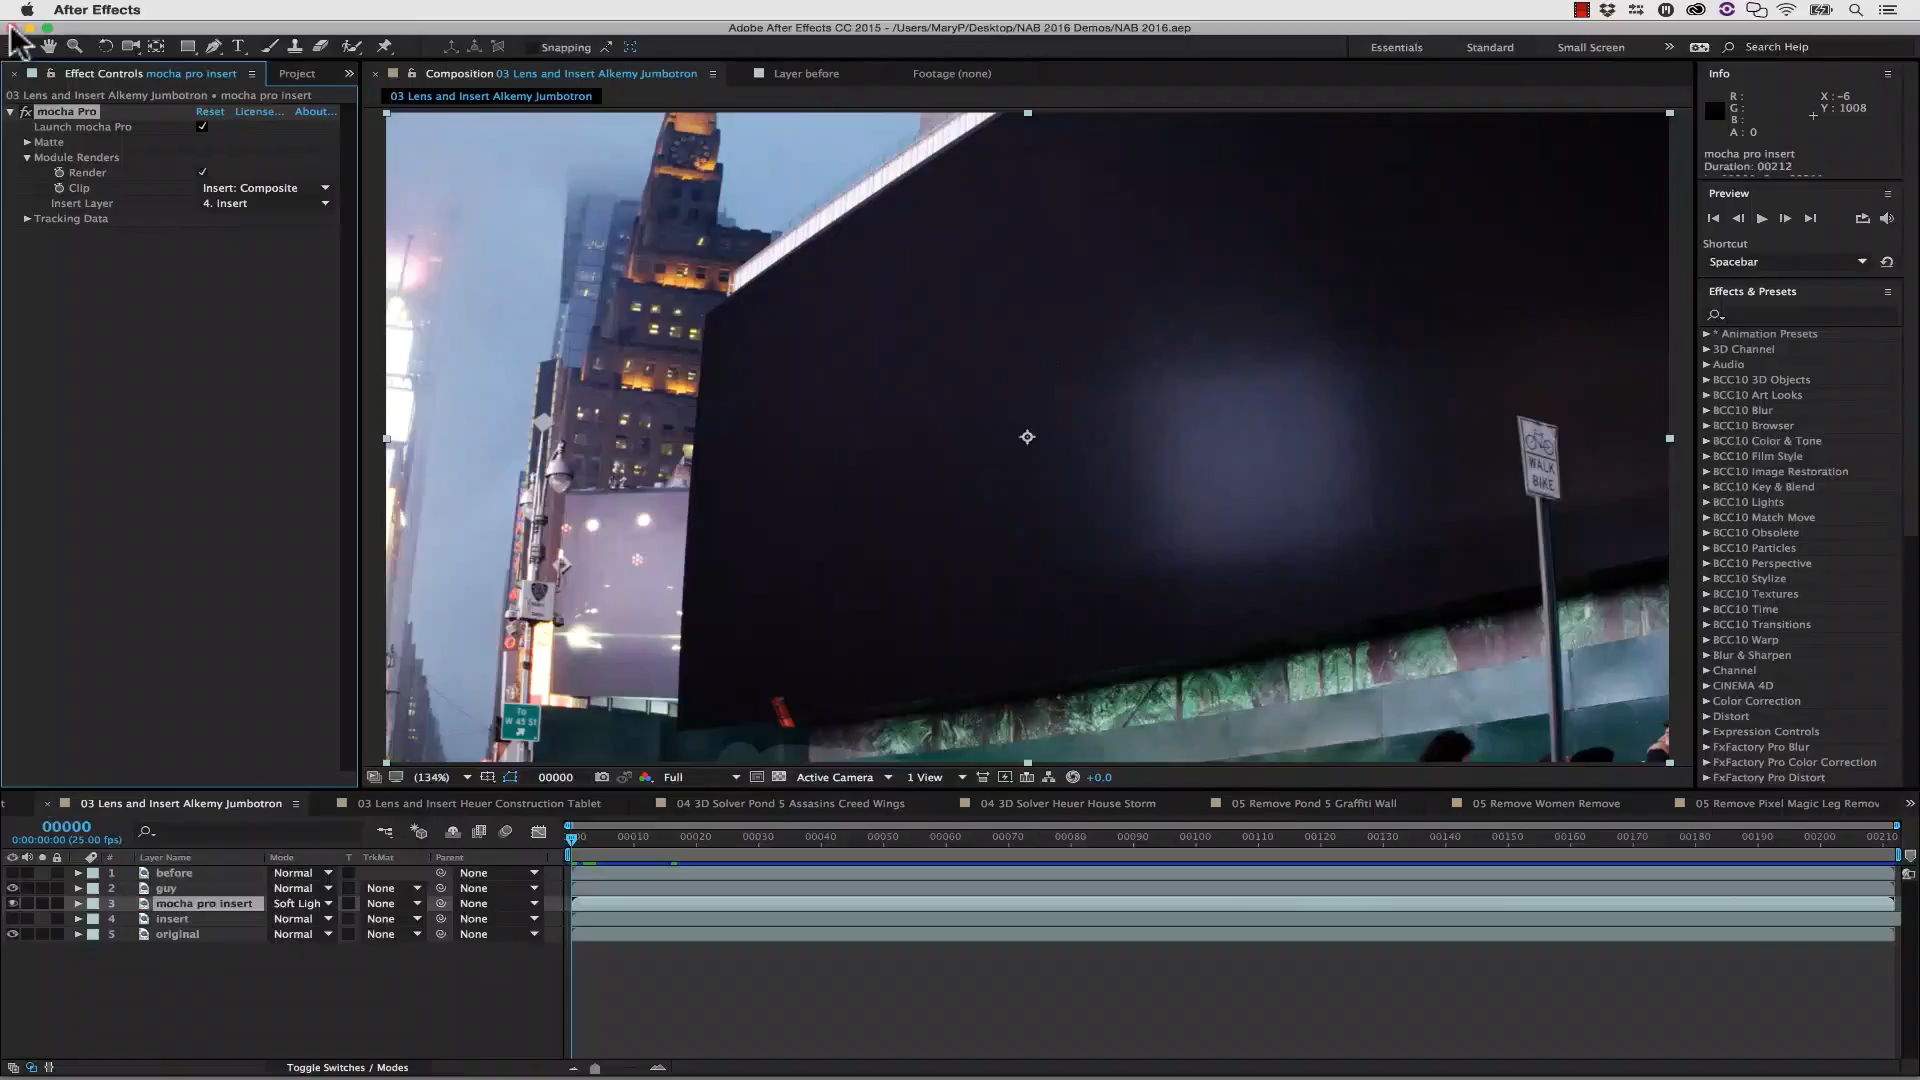 After Effects
Adobe After Effects CC 2015 - /Users/MaryP/Desktop/NAB 2016 Demos/NAB 2016.aep
Snapping
Essentials
Standard
Small Screen
Search Help
Effect Controls mocha pro insert
Project
Composition 03 Lens and Insert Alkemy Jumbotron
Layer before
Footage (none)
03 Lens and Insert Alkemy Jumbotron • mocha pro insert
03 Lens and Insert Alkemy Jumbotron
fx mocha Pro
Reset
License...
About...
Launch mocha Pro
Matte
Module Renders
Render
Clip
Insert: Composite
Insert Layer
4. insert
Tracking Data
WALK
BIKE
To
W 45 St
Info
R :
G :
B :
A : 0
X : -6
Y : 1008
mocha pro insert
Duration: 00212
Preview
Shortcut
Spacebar
Effects & Presets
* Animation Presets
3D Channel
Audio
BCC10 3D Objects
BCC10 Art Looks
BCC10 Blur
BCC10 Browser
BCC10 Color & Tone
BCC10 Film Style
BCC10 Image Restoration
BCC10 Key & Blend
BCC10 Lights
BCC10 Match Move
BCC10 Obsolete
BCC10 Particles
BCC10 Perspective
BCC10 Stylize
BCC10 Textures
BCC10 Time
BCC10 Transitions
BCC10 Warp
Blur & Sharpen
Channel
CINEMA 4D
Color Correction
Distort
Expression Controls
FxFactory Pro Blur
FxFactory Pro Color Correction
FxFactory Pro Distort
(134%)
00000
Full
Active Camera
1 View
+0.0
03 Lens and Insert Alkemy Jumbotron
03 Lens and Insert Heuer Construction Tablet
04 3D Solver Pond 5 Assasins Creed Wings
04 3D Solver Heuer House Storm
05 Remove Pond 5 Graffiti Wall
05 Remove Women Remove
05 Remove Pixel Magic Leg Remov
00000
0:00:00:00 (25.00 fps)
00010 00020 00030 00040 00050 00060 00070 00080 00090 00100 00110 00120 00130 00140 00150 00160 00170 00180 00190 00200 00210
# Layer Name Mode T TrkMat Parent
1 before Normal None
2 guy Normal None None
3 mocha pro insert Soft Ligh None None
4 insert Normal None None
5 original Normal None None
Toggle Switches / Modes